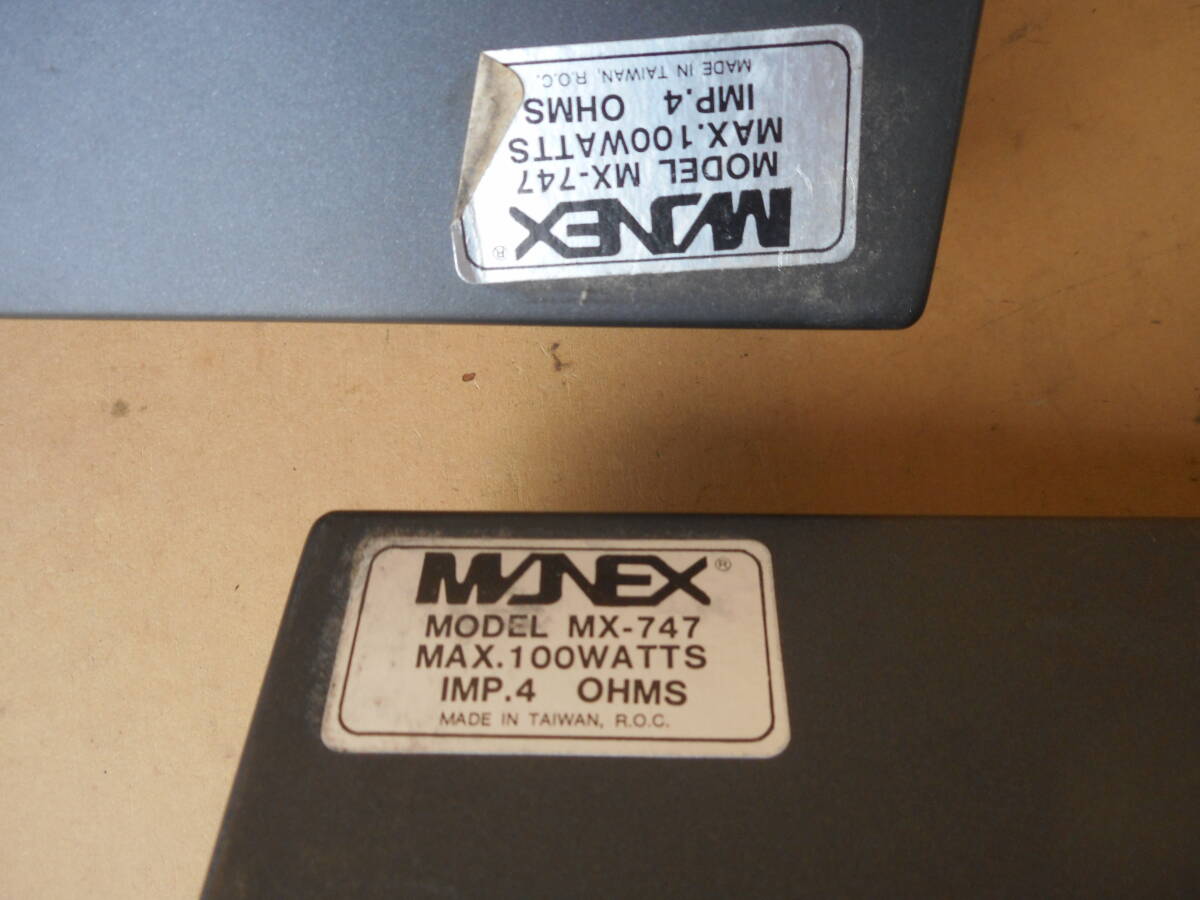 MANEX®
MODEL MX-747
MAX.100WATTS
IMP.4 OHMS
MADE IN TAIWAN, R.O.C.
MANEX®
MODEL MX-747
MAX.100WATTS
IMP.4 OHMS
MADE IN TAIWAN, R.O.C.